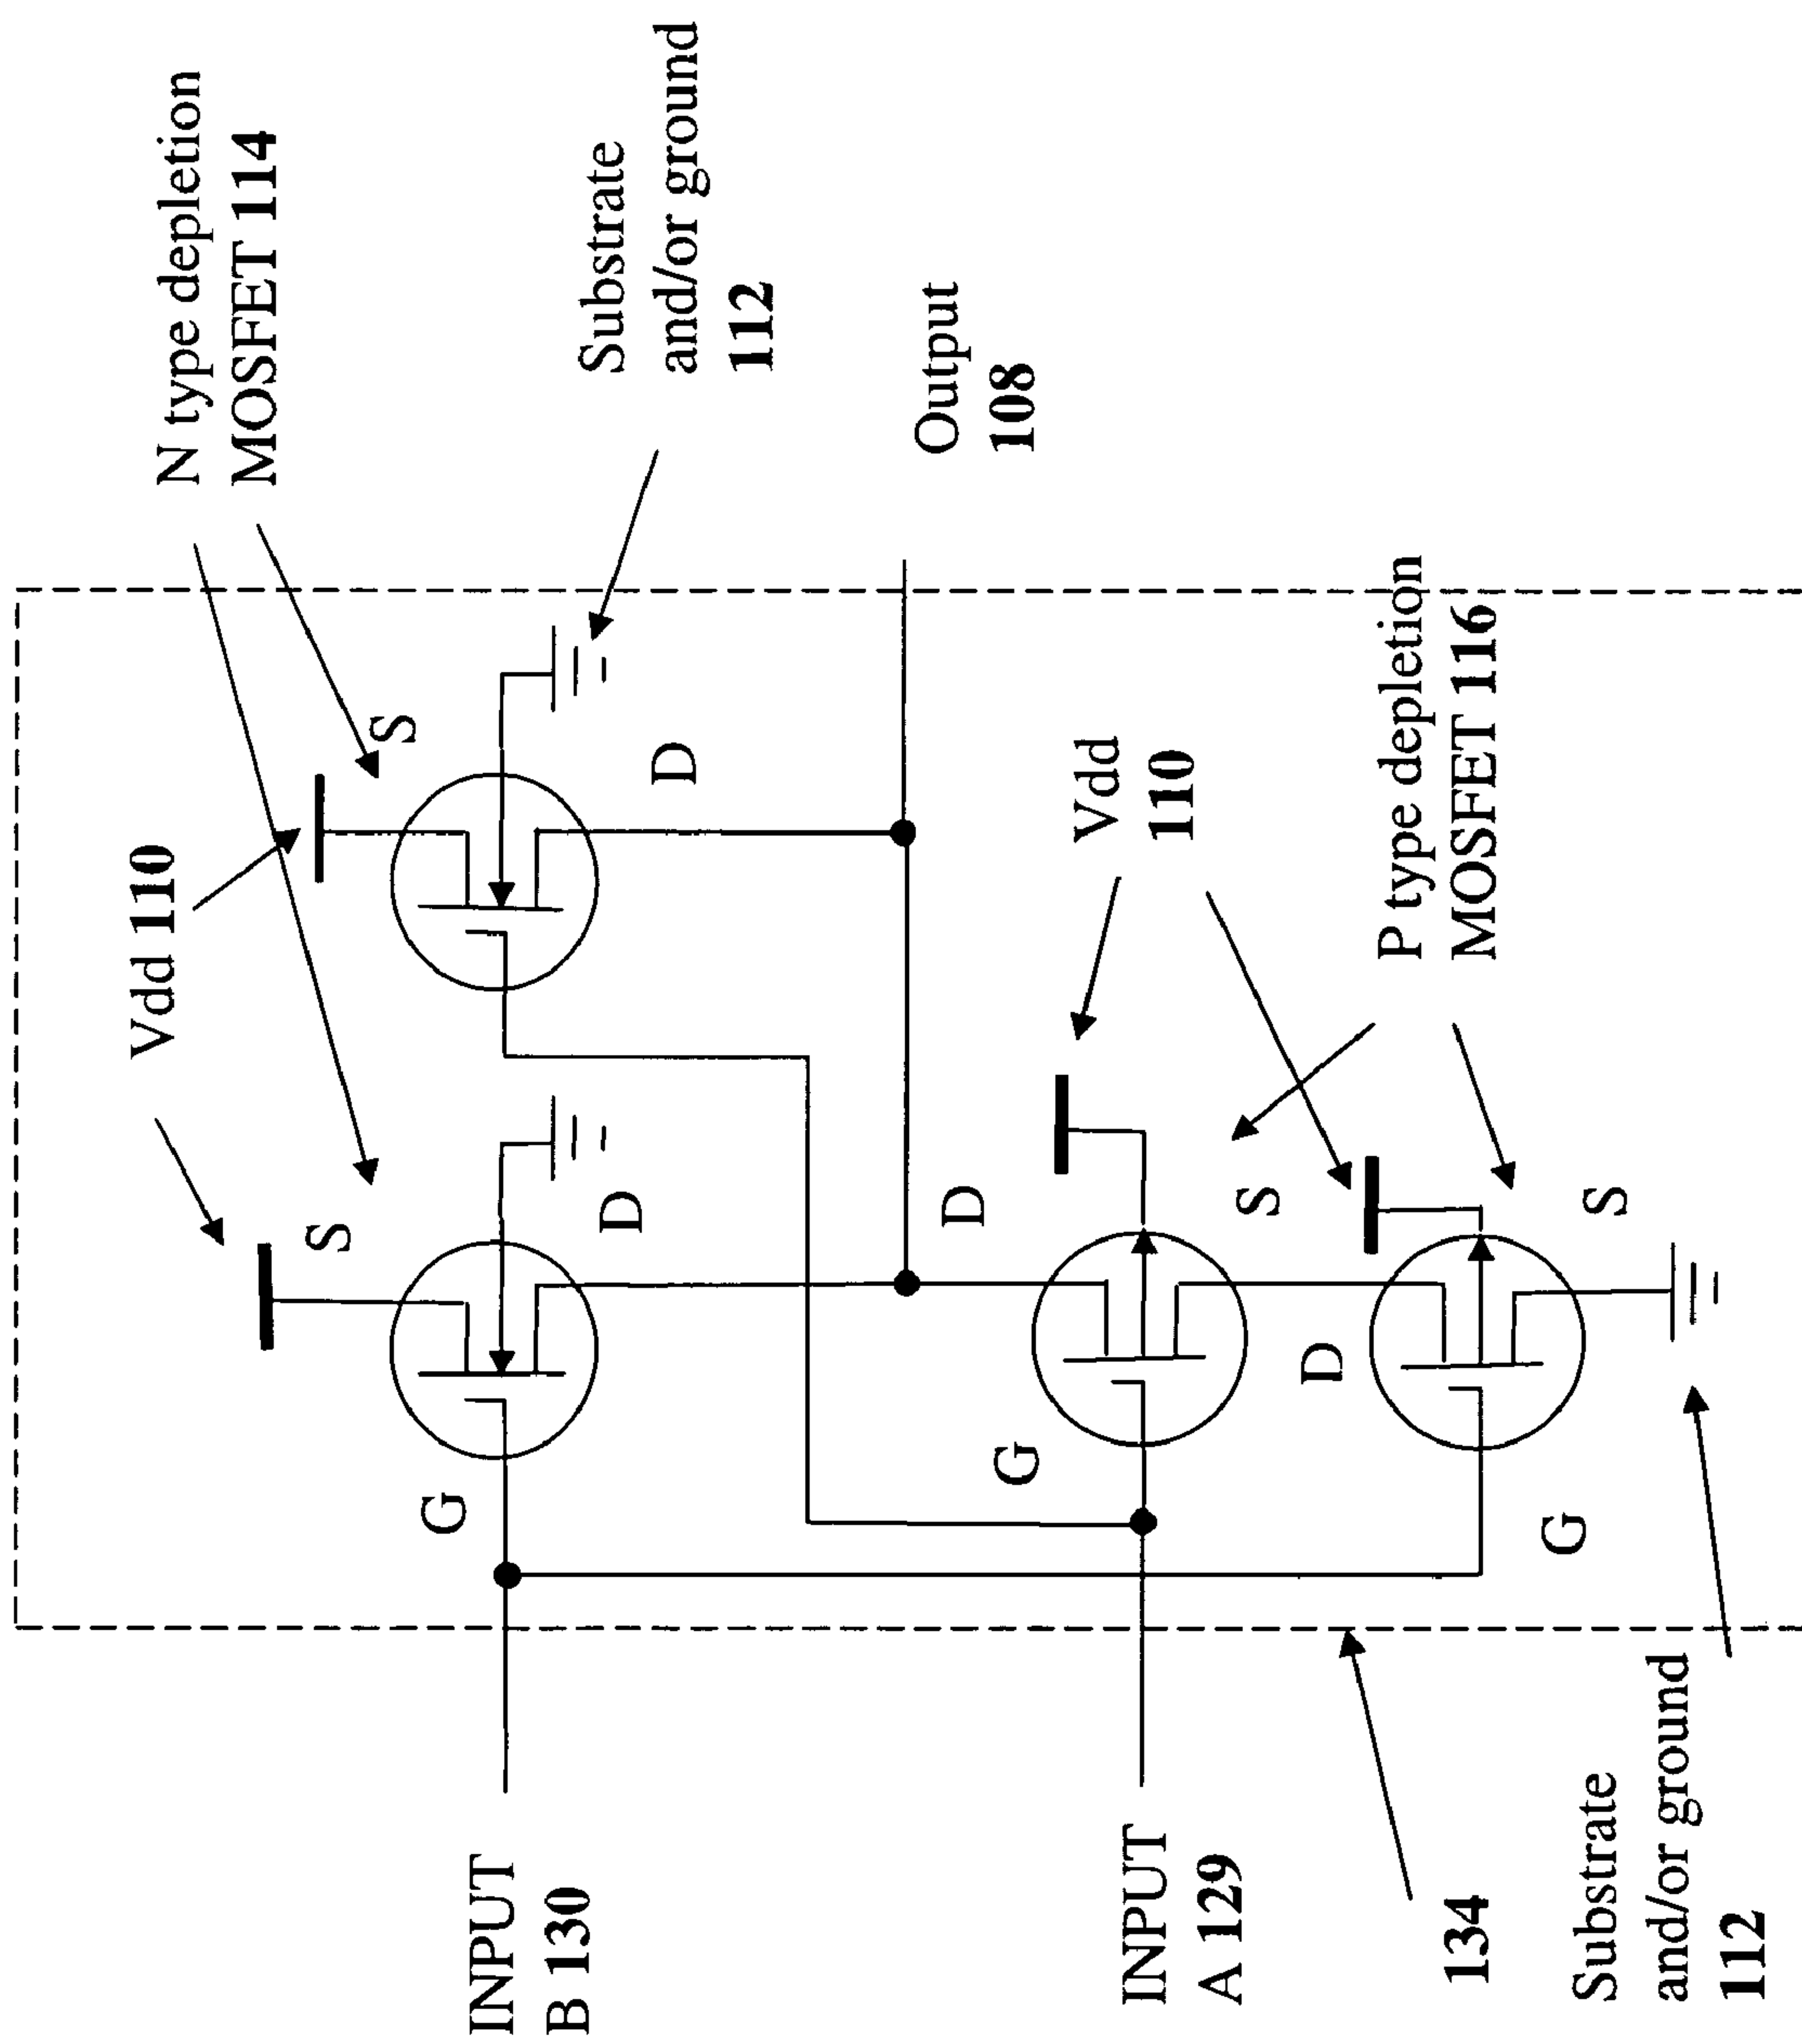 N type depletion
MOSFET 114
Vdd 110
S
S
Substrate
and/or ground
112
G
D
D
INPUT
B 130
Output
108
D
Vdd
110
G
S
INPUT
A 129
D
P type depletion
MOSFET 116
S
G
134
Substrate
and/or ground
112